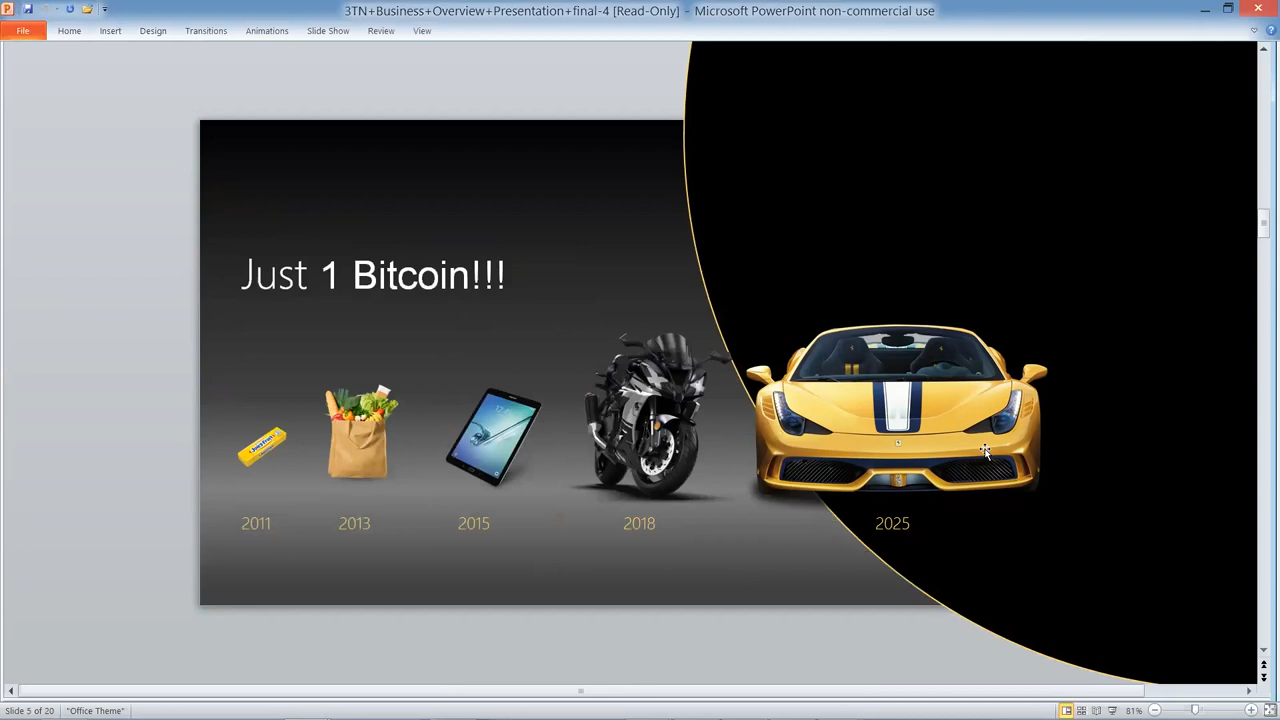 3TN+Business+Overview+Presentation+final-4 [Read-Only] - Microsoft PowerPoint non-commercial use
File Home Insert Design Transitions Animations Slide Show Review View
Just 1 Bitcoin!!!
2011 2013 2015 2018 2025
Slide 5 of 20 "Office Theme" 81%